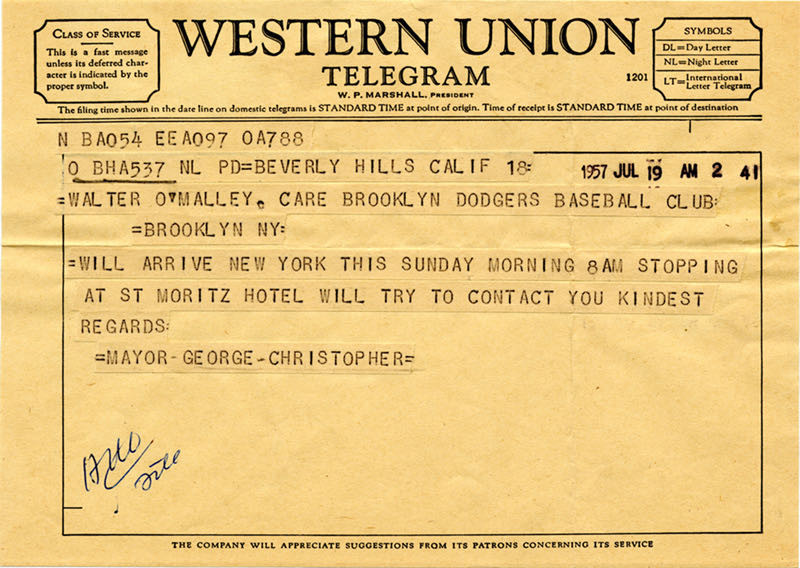 CLASS OF SERVICE
This is a fast message
unless its deferred char-
acter is indicated by the
proper symbol.
WESTERN UNION
TELEGRAM
W. P. MARSHALL, PRESIDENT
1201
SYMBOLS
DL=Day Letter
NL=Night Letter
LT=International Letter Telegram
The filing time shown in the date line on domestic telegrams is STANDARD TIME at point of origin. Time of receipt is STANDARD TIME at point of destination
N BA054 EEA097 OA788
O BHA537 NL PD=BEVERLY HILLS CALIF 18= 1957 JUL 19 AM 2 41
=WALTER O'MALLEY, CARE BROOKLYN DODGERS BASEBALL CLUB=
=BROOKLYN NY=
=WILL ARRIVE NEW YORK THIS SUNDAY MORNING 8AM STOPPING
AT ST MORITZ HOTEL WILL TRY TO CONTACT YOU KINDEST
REGARDS=
=MAYOR-GEORGE-CHRISTOPHER=
file
THE COMPANY WILL APPRECIATE SUGGESTIONS FROM ITS PATRONS CONCERNING ITS SERVICE